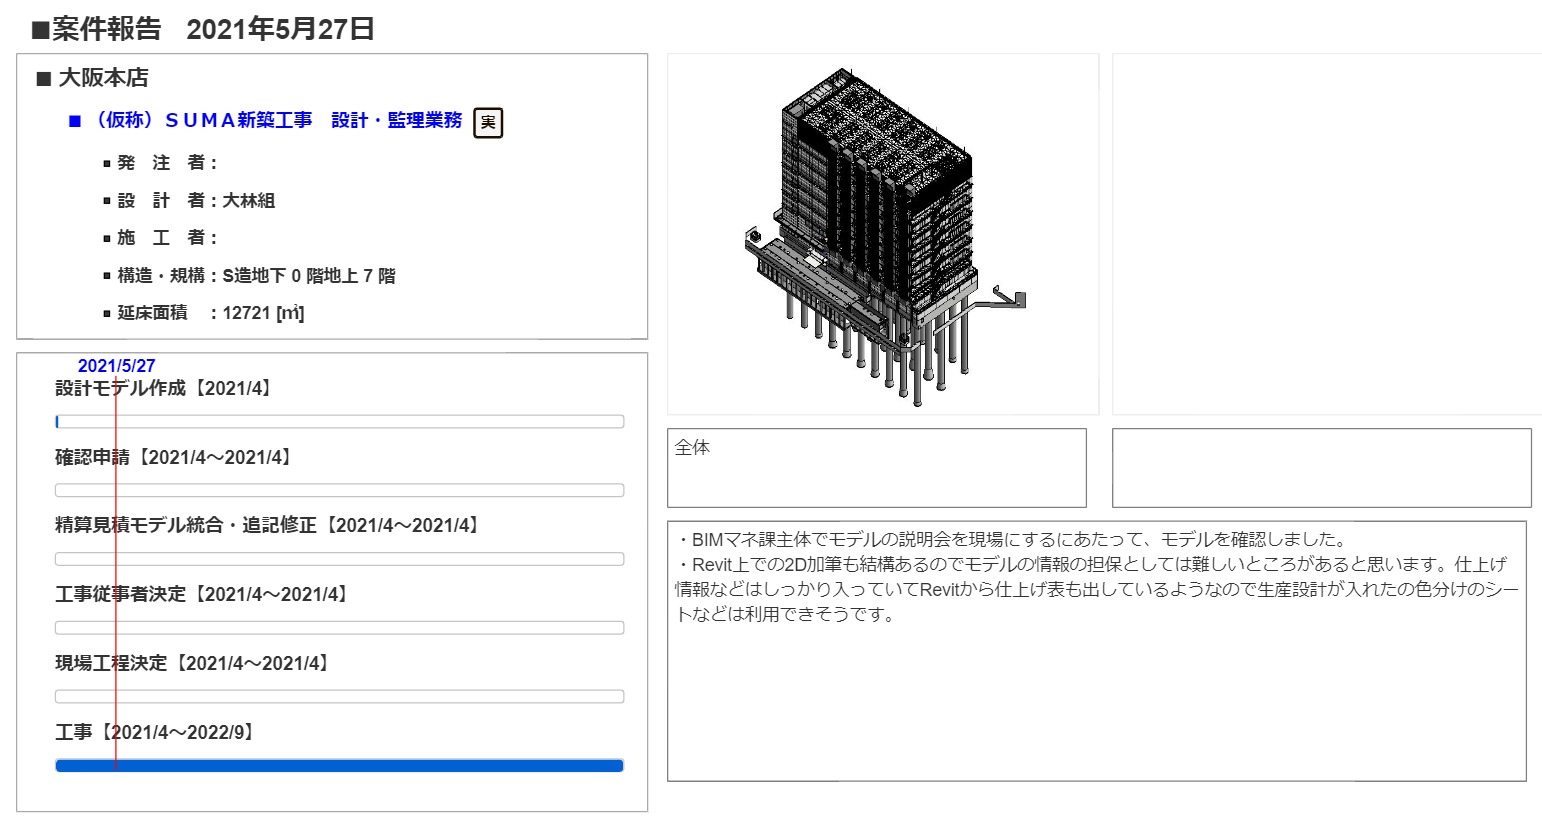 ■案件報告　2021年5月27日
■ 大阪本店
■ （仮称）ＳＵＭＡ新築工事　設計・監理業務 実
▪ 発　注　者：
▪ 設　計　者：大林組
▪ 施　工　者：
▪ 構造・規構：S造地下 0 階地上 7 階
▪ 延床面積　：12721 [㎡]
2021/5/27
設計モデル作成【2021/4】
確認申請【2021/4～2021/4】
精算見積モデル統合・追記修正【2021/4～2021/4】
工事従事者決定【2021/4～2021/4】
現場工程決定【2021/4～2021/4】
工事【2021/4～2022/9】
全体
・BIMマネ課主体でモデルの説明会を現場にするにあたって、モデルを確認しました。
・Revit上での2D加筆も結構あるのでモデルの情報の担保としては難しいところがあると思います。仕上げ
情報などはしっかり入っていてRevitから仕上げ表も出しているようなので生産設計が入れたの色分けのシー
トなどは利用できそうです。